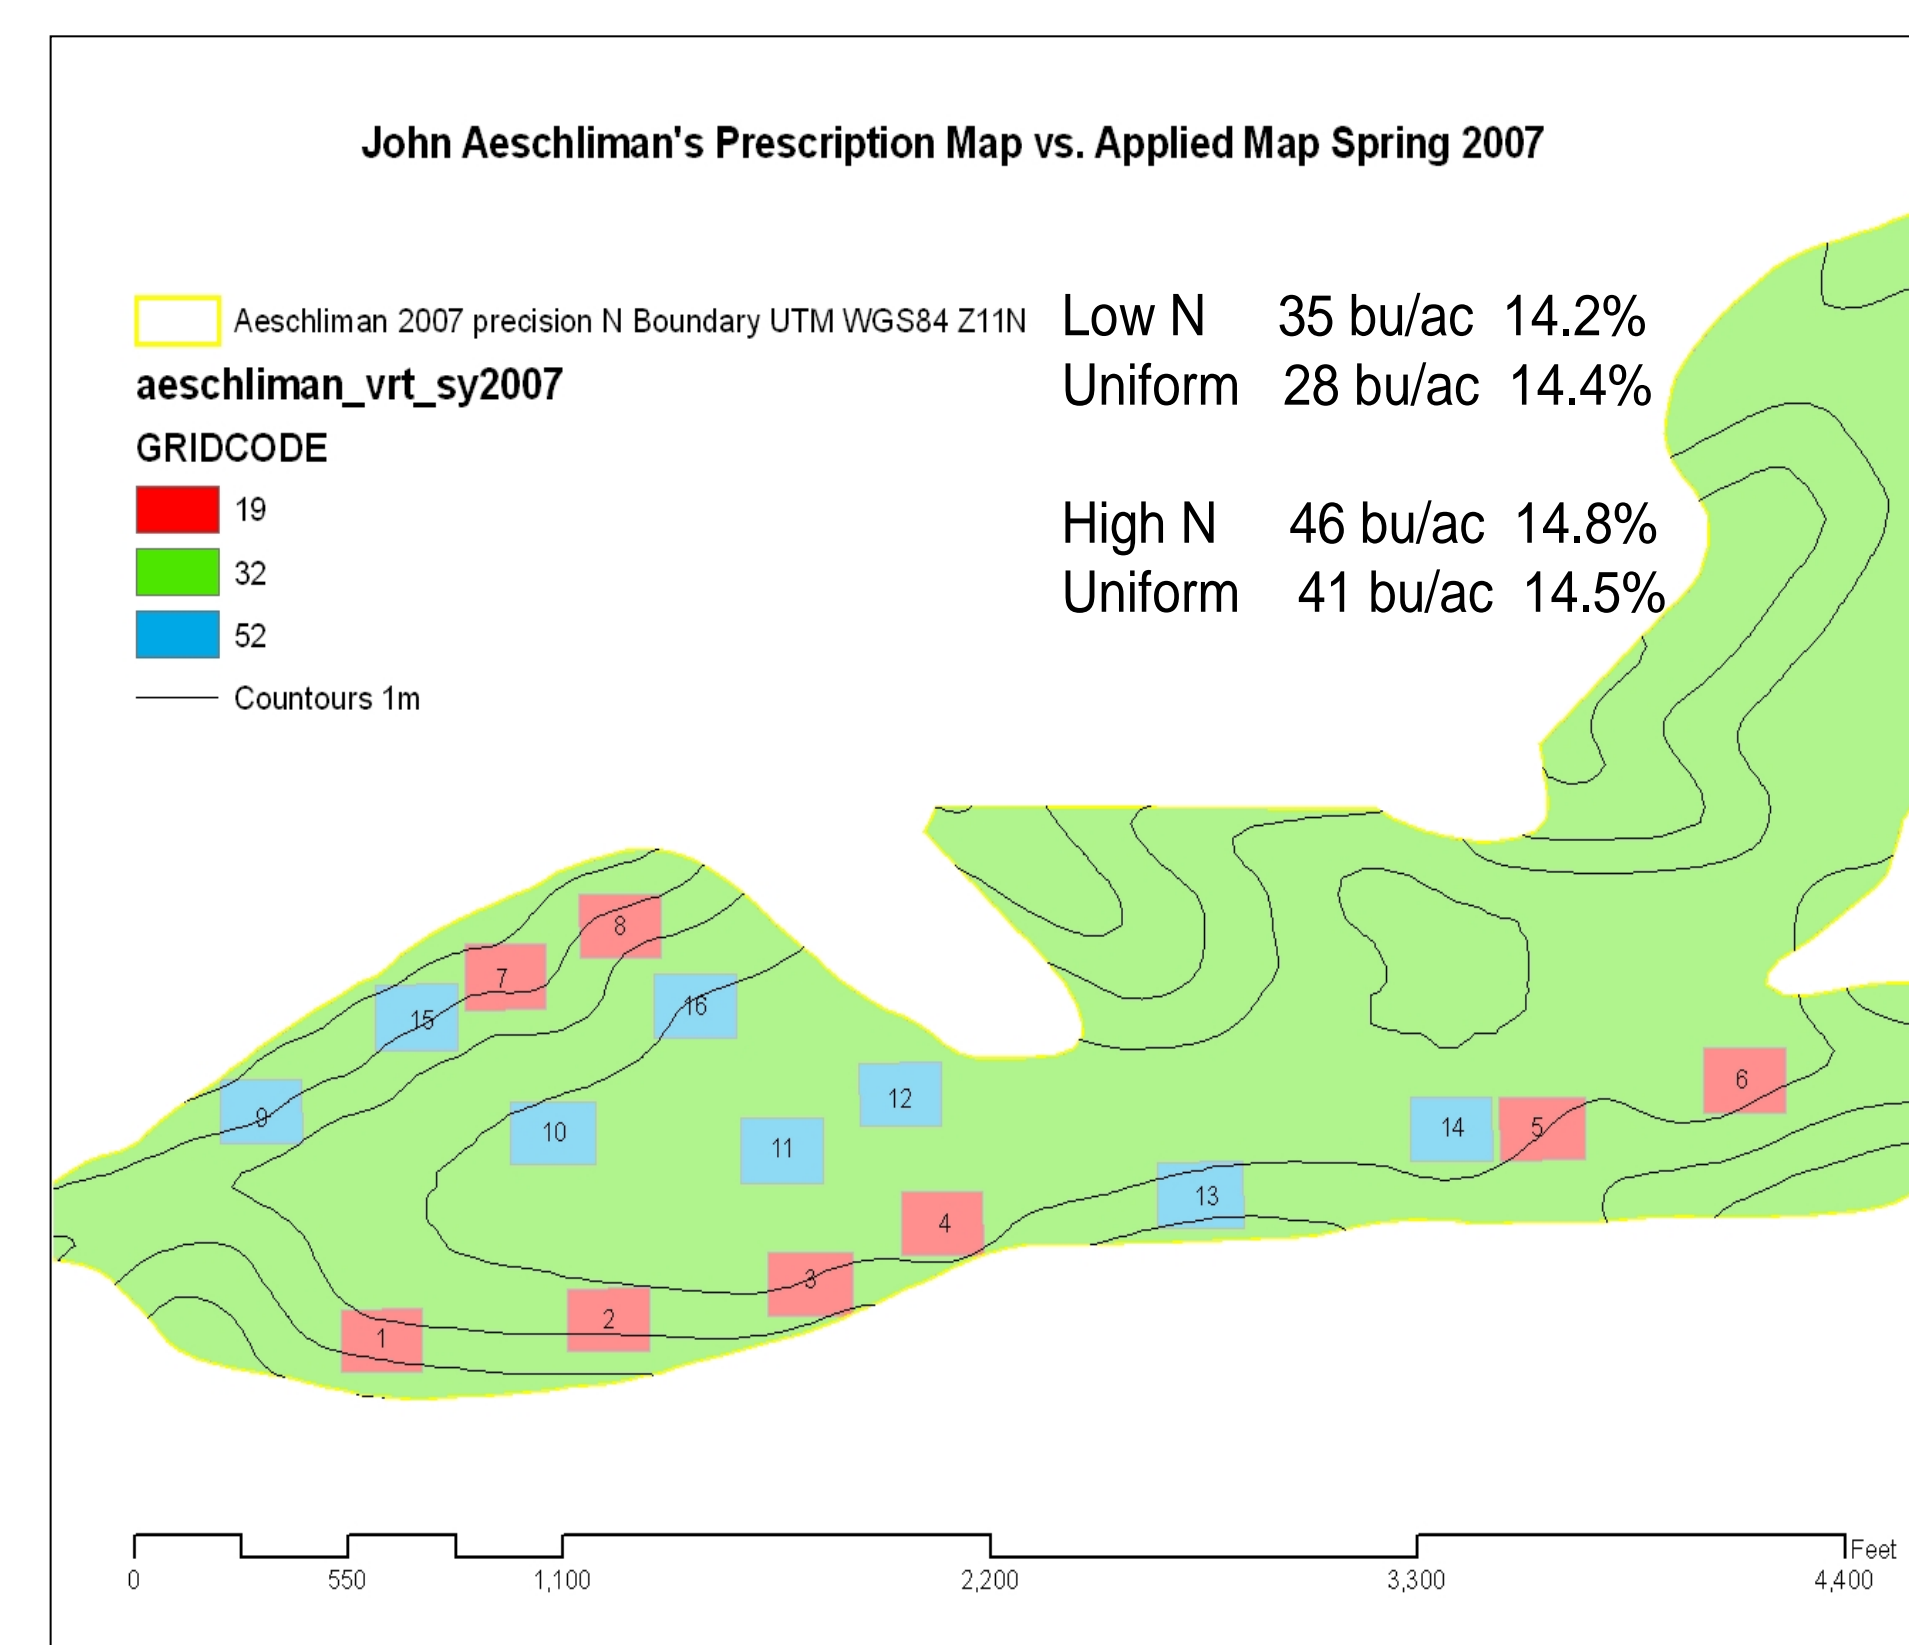 John Aeschliman's Prescription Map vs. Applied Map Spring 2007
Aeschliman 2007 precision N Boundary UTM WGS84 Z11N
aeschliman_vrt_sy2007
GRIDCODE
19
32
52
Countours 1m
Low N 35 bu/ac 14.2%
Uniform 28 bu/ac 14.4%
High N 46 bu/ac 14.8%
Uniform 41 bu/ac 14.5%
8
7
15
16
9
10
11
12
14
5
6
13
4
3
2
1
0 550 1,100 2,200 3,300 4,400
Feet